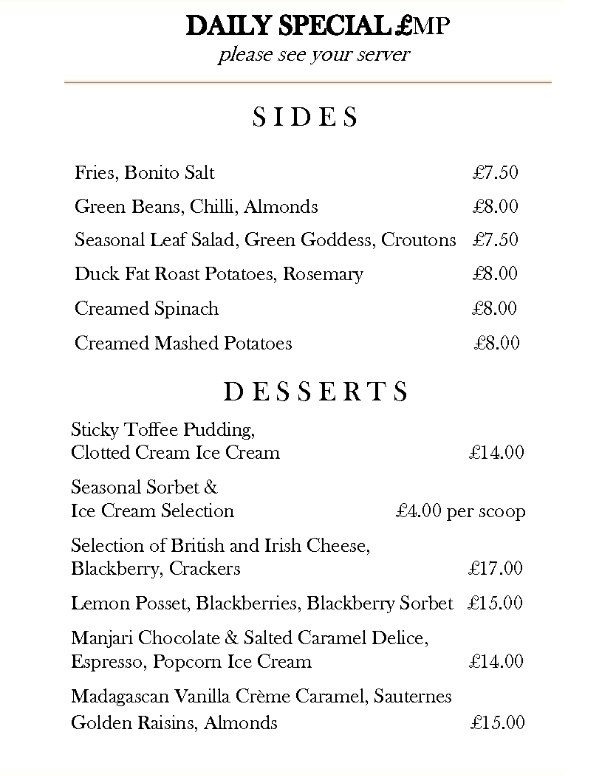 DAILY SPECIAL £MP
please see your server
SIDES
Fries, Bonito Salt £7.50
Green Beans, Chilli, Almonds £8.00
Seasonal Leaf Salad, Green Goddess, Croutons £7.50
Duck Fat Roast Potatoes, Rosemary £8.00
Creamed Spinach £8.00
Creamed Mashed Potatoes £8.00
DESSERTS
Sticky Toffee Pudding,
Clotted Cream Ice Cream £14.00
Seasonal Sorbet &
Ice Cream Selection £4.00 per scoop
Selection of British and Irish Cheese,
Blackberry, Crackers £17.00
Lemon Posset, Blackberries, Blackberry Sorbet £15.00
Manjari Chocolate & Salted Caramel Delice,
Espresso, Popcorn Ice Cream £14.00
Madagascan Vanilla Crème Caramel, Sauternes
Golden Raisins, Almonds £15.00